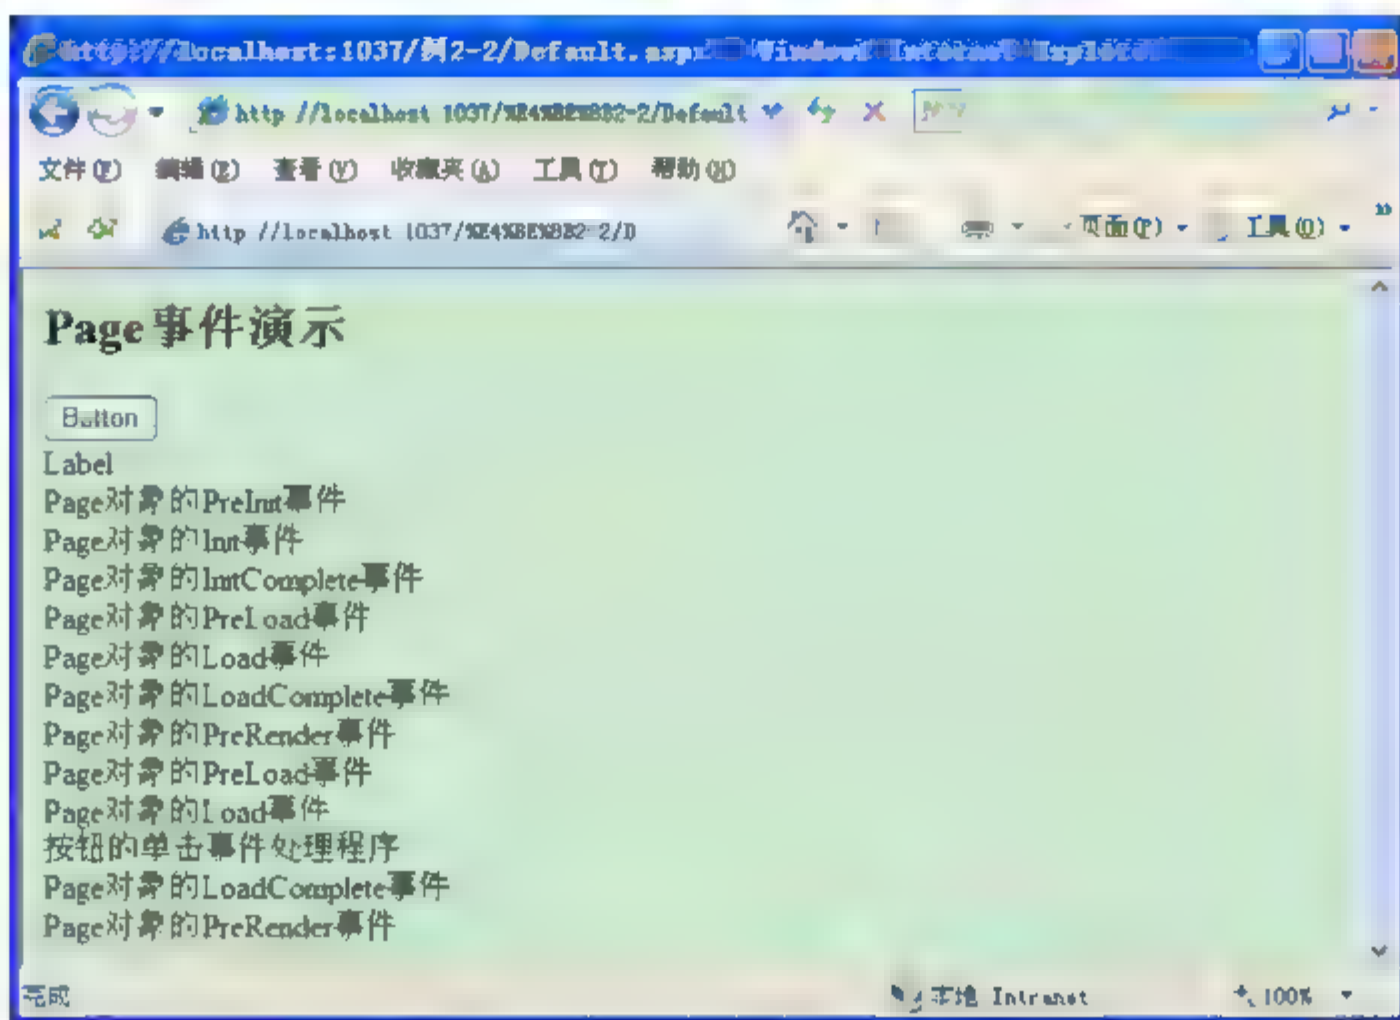 http://localhost:1037/例2-2/Default.aspx - Windows Internet Explorer
http //localhost 1037/%E4%BE%8B2-2/Default
文件(F) 编辑(E) 查看(V) 收藏夹(A) 工具(T) 帮助(H)
http //localhost 1037/%E4%BE%8B2-2/D
页面(P) 工具(O)
Page事件演示
Button
Label
Page对象的PreInit事件
Page对象的Init事件
Page对象的InitComplete事件
Page对象的PreLoad事件
Page对象的Load事件
Page对象的LoadComplete事件
Page对象的PreRender事件
Page对象的PreLoad事件
Page对象的Load事件
按钮的单击事件处理程序
Page对象的LoadComplete事件
Page对象的PreRender事件
完成 本地 Intranet 100%